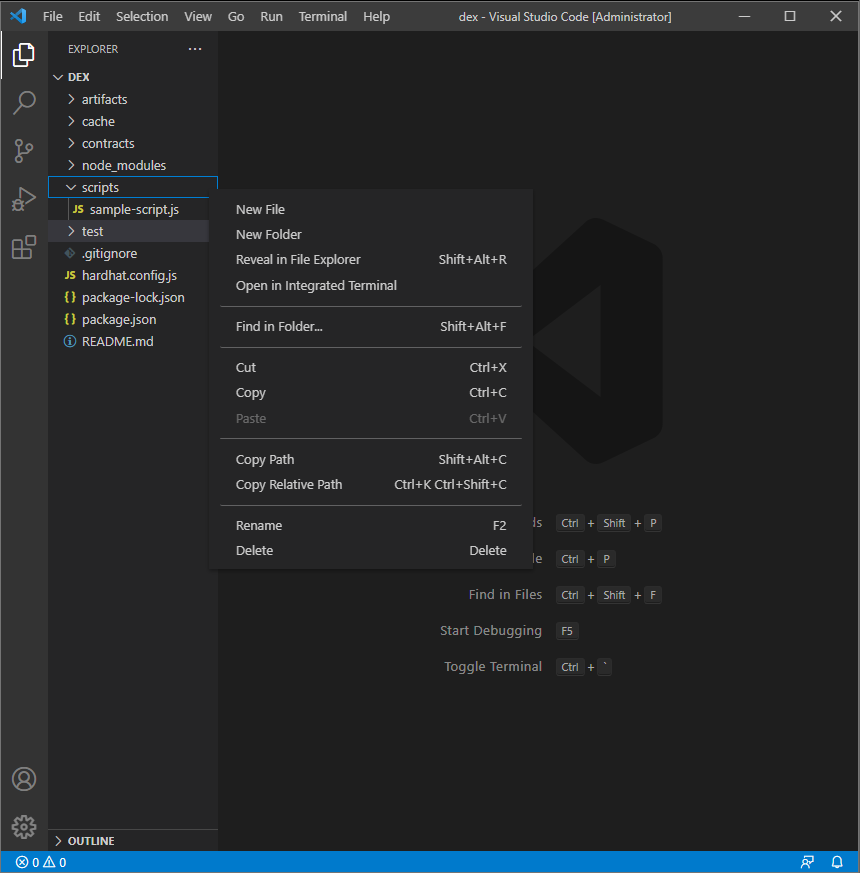 File Edit Selection View Go Run Terminal Help dex - Visual Studio Code [Administrator]
EXPLORER
DEX
artifacts
cache
contracts
node_modules
scripts
JS sample-script.js
test
.gitignore
JS hardhat.config.js
{} package-lock.json
{} package.json
README.md
New File
New Folder
Reveal in File Explorer Shift+Alt+R
Open in Integrated Terminal
Find in Folder... Shift+Alt+F
Cut Ctrl+X
Copy Ctrl+C
Paste Ctrl+V
Copy Path Shift+Alt+C
Copy Relative Path Ctrl+K Ctrl+Shift+C
Rename F2
Delete Delete
ds Ctrl + Shift + P
le Ctrl + P
Find in Files Ctrl + Shift + F
Start Debugging F5
Toggle Terminal Ctrl + `
OUTLINE
0 0